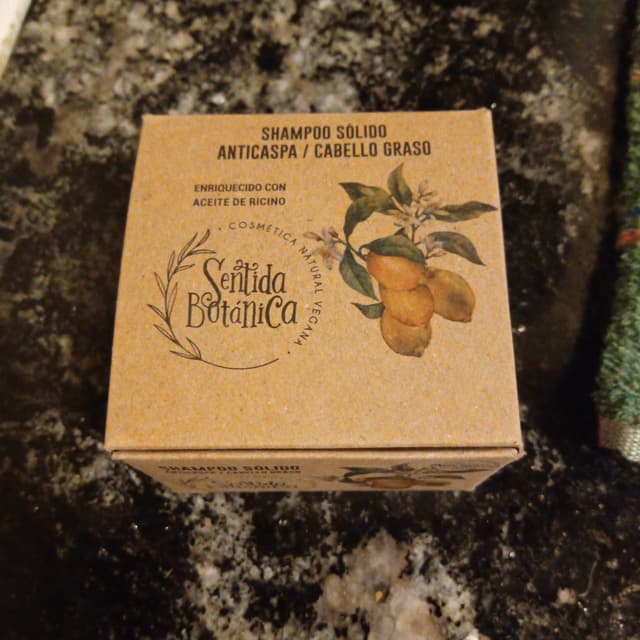 SHAMPOO SÓLIDO
ANTICASPA / CABELLO GRASO
ENRIQUECIDO CON
ACEITE DE RICINO
· COSMÉTICA NATURAL VEGANA ·
Sentida
Botánica
SHAMPOO SÓLIDO